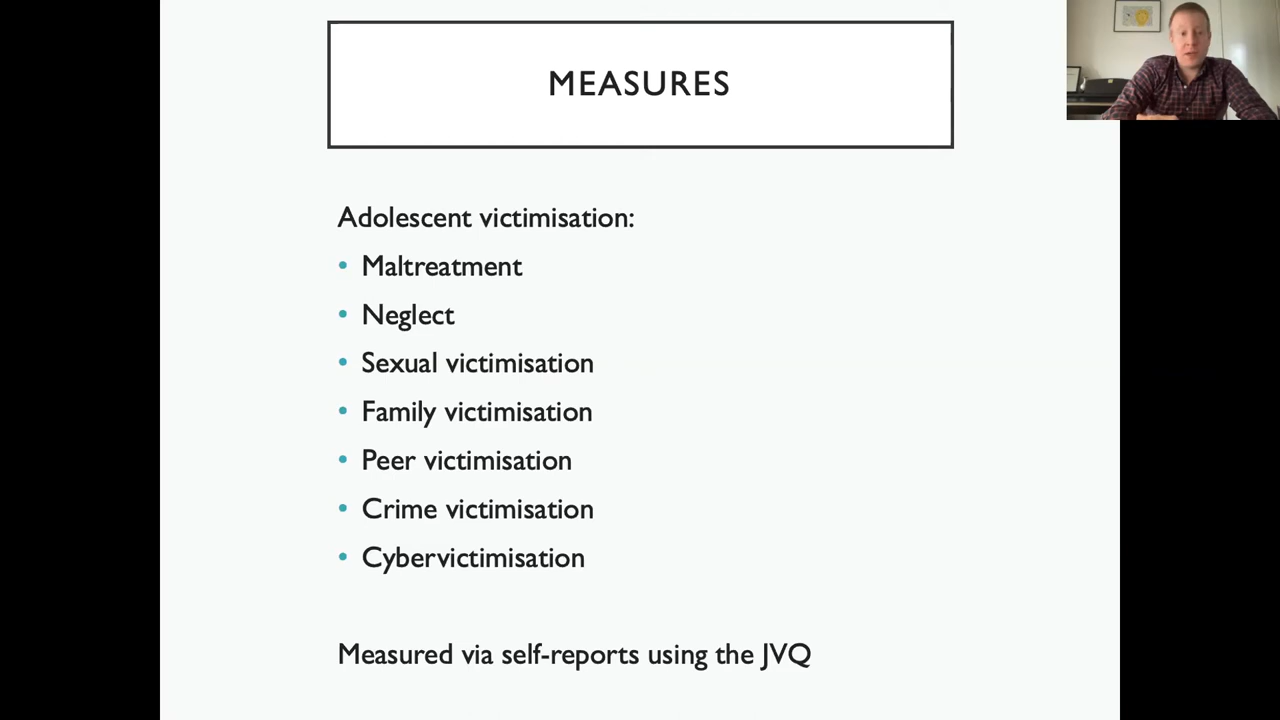 MEASURES
Adolescent victimisation:
• Maltreatment
• Neglect
• Sexual victimisation
• Family victimisation
• Peer victimisation
• Crime victimisation
• Cybervictimisation
Measured via self-reports using the JVQ